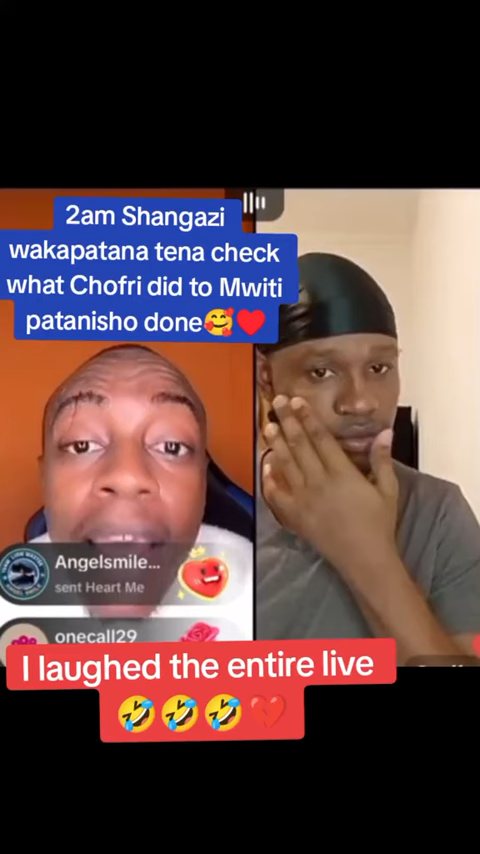 2am Shangazi
wakapatana tena check
what Chofri did to Mwiti
patanisho done🥰♥️
Angelsmile...
sent Heart Me
onecall29
I laughed the entire live
🤣🤣🤣💔